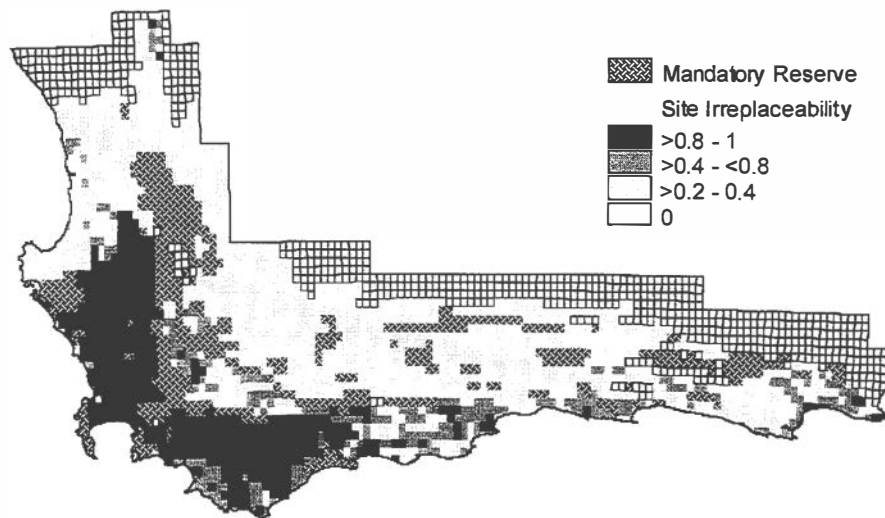 Mandatory Reserve
Site Irreplaceability
>0.8 - 1
>0.4 - <0.8
>0.2 - 0.4
0